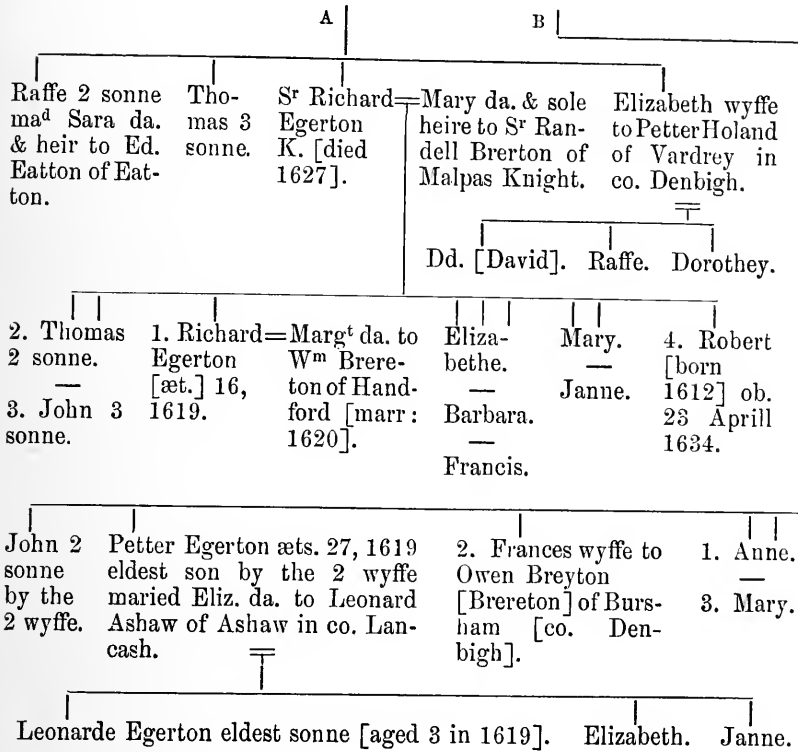 A
B
Raffe 2 sonne
maᵈ Sara da.
& heir to Ed.
Eatton of Eat-
ton.
Tho-
mas 3
sonne.
Sʳ Richard=
Egerton
K. [died
1627].
Mary da. & sole
heire to Sʳ Ran-
dell Brerton of
Malpas Knight.
Elizabeth wyffe
to Petter Holand
of Vardrey in
co. Denbigh.
Dd. [David].
Raffe.
Dorothey.
2. Thomas
2 sonne.
—
3. John 3
sonne.
1. Richard=
Egerton
[æt.] 16,
1619.
Margᵗ da. to
Wᵐ Brere-
ton of Hand-
ford [marr:
1620].
Eliza-
bethe.
—
Barbara.
—
Francis.
Mary.
—
Janne.
4. Robert
[born
1612] ob.
23 Aprill
1634.
John 2
sonne
by the
2 wyffe.
Petter Egerton æts. 27, 1619
eldest son by the 2 wyffe
maried Eliz. da. to Leonard
Ashaw of Ashaw in co. Lan-
cash.
2. Frances wyffe to
Owen Breyton
[Brereton] of Burs-
ham [co. Den-
bigh].
1. Anne.
—
3. Mary.
Leonarde Egerton eldest sonne [aged 3 in 1619].
Elizabeth.
Janne.